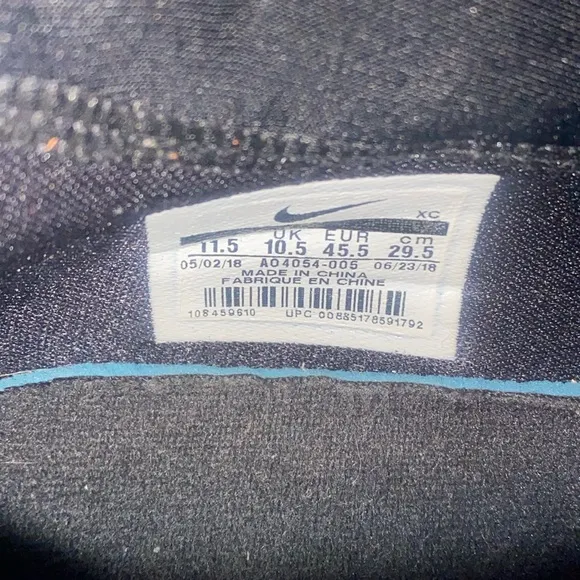 XC
UK EUR cm
11.5 10.5 45.5 29.5
05/02/18 AO4054-005 06/23/18
MADE IN CHINA
FABRIQUE EN CHINE
108459610 UPC 00885178591792